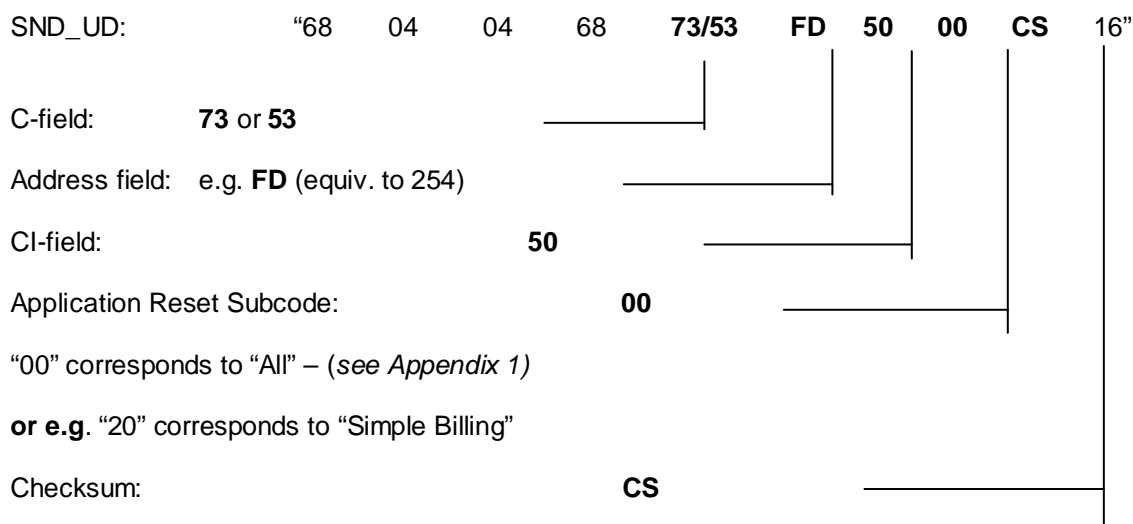 SND_UD: “68 04 04 68 73/53 FD 50 00 CS 16”
C-field: 73 or 53
Address field: e.g. FD (equiv. to 254)
CI-field: 50
Application Reset Subcode: 00
“00” corresponds to “All” – (see Appendix 1)
or e.g. “20” corresponds to “Simple Billing”
Checksum: CS